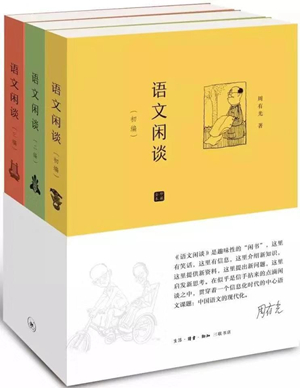 语文闲谈
(初编)
周有光 著
语文闲谈
语文闲谈
语文闲谈
(初编)
《语文闲谈》是趣味性的“闲书”，这里
有笑话，这里有信息，这里介绍新知识，
这里提供新资料，这里提出新问题，这里
启发新思考。在似乎是信手拈来的点滴闲
谈之中，贯穿着一个信息化时代的中心语
文课题：中国语文的现代化。
周有光
生活·读书·新知 三联书店